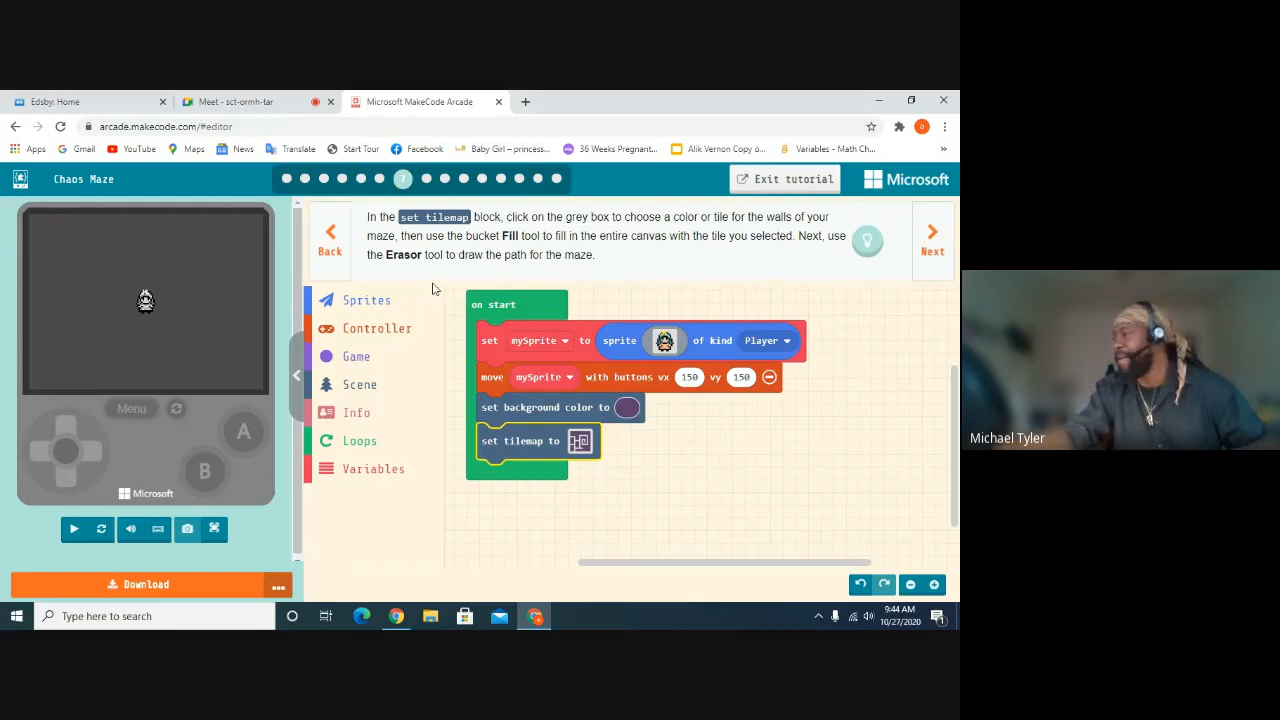 Edsby: Home
Meet - sct-ormh-tar
Microsoft MakeCode Arcade
arcade.makecode.com/#editor
Apps
Gmail
YouTube
Maps
News
Translate
Start Tour
Facebook
Baby Girl – princess...
36 Weeks Pregnant...
Alik Vernon Copy o...
Variables - Math Ch...
»
Chaos Maze
7
Exit tutorial
Microsoft
Back
In the set tilemap block, click on the grey box to choose a color or tile for the walls of your
maze, then use the bucket Fill tool to fill in the entire canvas with the tile you selected. Next, use
the Erasor tool to draw the path for the maze.
Next
Menu
A
B
Microsoft
Download
...
Sprites
Controller
Game
Scene
Info
Loops
Variables
on start
set mySprite to sprite of kind Player
move mySprite with buttons vx 150 vy 150
set background color to
set tilemap to
Type here to search
9:44 AM
10/27/2020
1
Michael Tyler